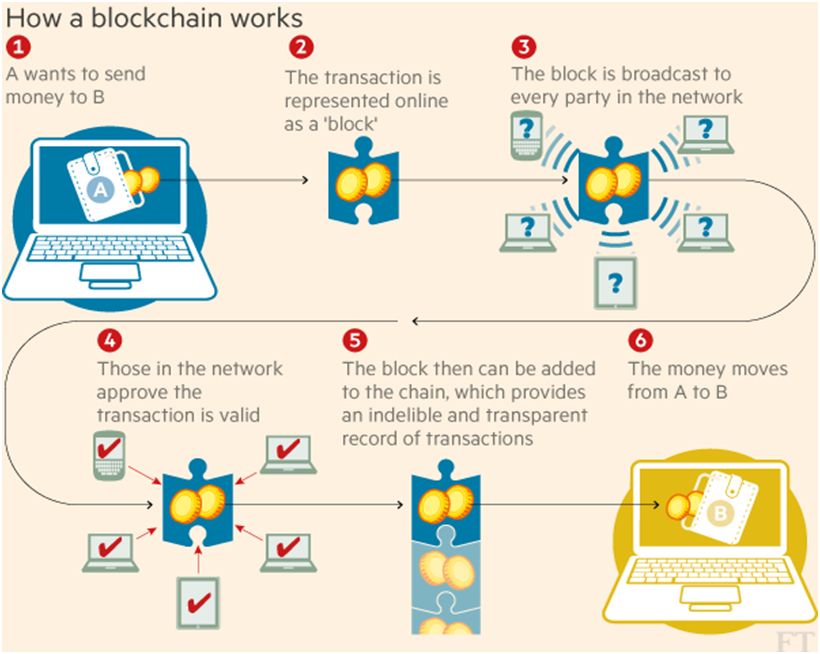 How a blockchain works
1
A wants to send
money to B
A
2
The transaction is
represented online
as a 'block'
3
The block is broadcast to
every party in the network
?
?
?
?
?
4
Those in the network
approve the
transaction is valid
5
The block then can be added
to the chain, which provides
an indelible and transparent
record of transactions
6
The money moves
from A to B
B
FT